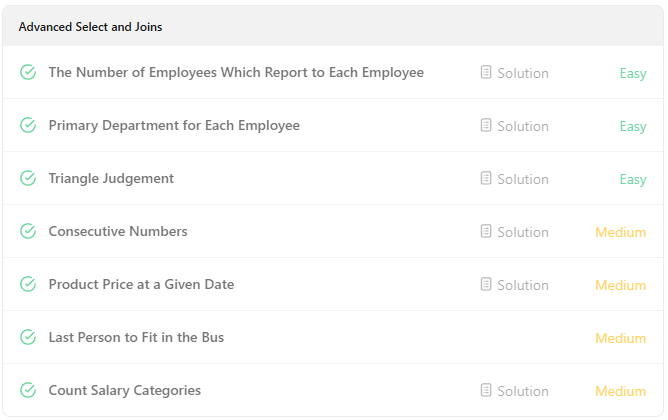 Advanced Select and Joins
The Number of Employees Which Report to Each Employee Solution Easy
Primary Department for Each Employee Solution Easy
Triangle Judgement Solution Easy
Consecutive Numbers Solution Medium
Product Price at a Given Date Solution Medium
Last Person to Fit in the Bus Medium
Count Salary Categories Solution Medium